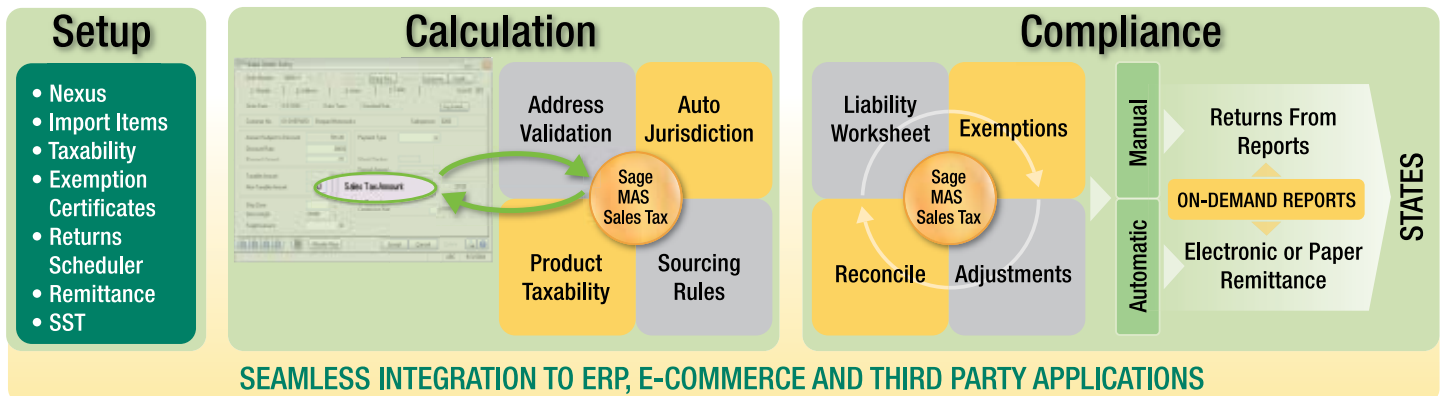 Setup
• Nexus
• Import Items
• Taxability
• Exemption
Certificates
• Returns
Scheduler
• Remittance
• SST
Calculation
Sales Tax Amount
Address
Validation
Auto
Jurisdiction
Sage
MAS
Sales Tax
Product
Taxability
Sourcing
Rules
Compliance
Liability
Worksheet
Exemptions
Sage
MAS
Sales Tax
Reconcile
Adjustments
Manual
Automatic
Returns From
Reports
ON-DEMAND REPORTS
Electronic or Paper
Remittance
STATES
SEAMLESS INTEGRATION TO ERP, E-COMMERCE AND THIRD PARTY APPLICATIONS